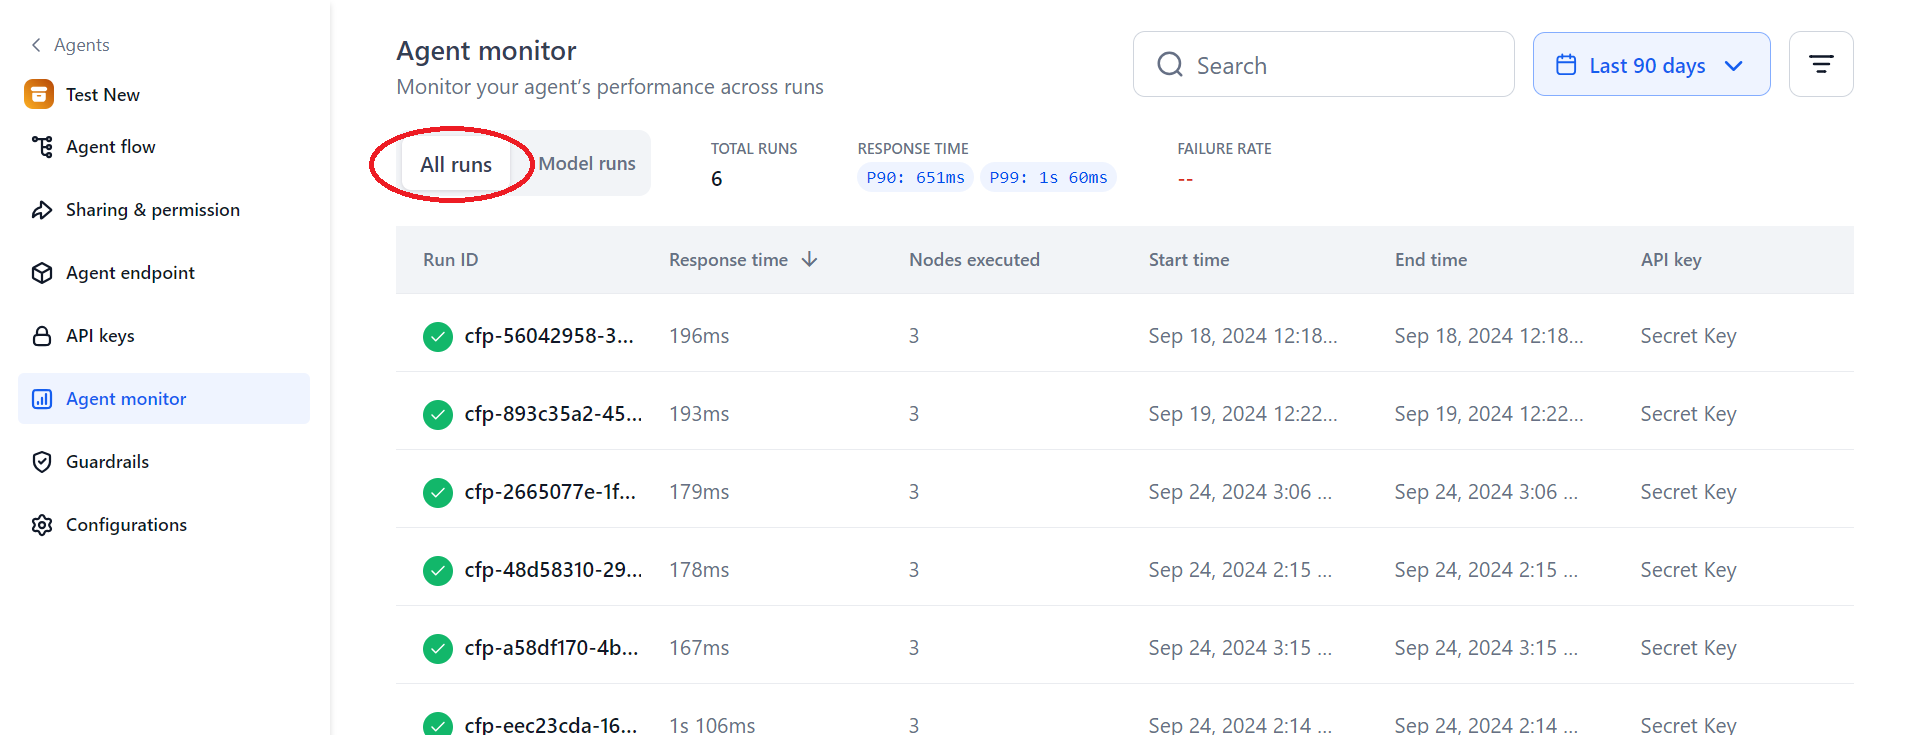 Agents
Test New
Agent flow
Sharing & permission
Agent endpoint
API keys
Agent monitor
Guardrails
Configurations
Agent monitor
Monitor your agent’s performance across runs
Search
Last 90 days
All runs
Model runs
TOTAL RUNS
6
RESPONSE TIME
P90: 651ms P99: 1s 60ms
FAILURE RATE
--
Run ID Response time Nodes executed Start time End time API key
cfp-56042958-3... 196ms 3 Sep 18, 2024 12:18... Sep 18, 2024 12:18... Secret Key
cfp-893c35a2-45... 193ms 3 Sep 19, 2024 12:22... Sep 19, 2024 12:22... Secret Key
cfp-2665077e-1f... 179ms 3 Sep 24, 2024 3:06 ... Sep 24, 2024 3:06 ... Secret Key
cfp-48d58310-29... 178ms 3 Sep 24, 2024 2:15 ... Sep 24, 2024 2:15 ... Secret Key
cfp-a58df170-4b... 167ms 3 Sep 24, 2024 3:15 ... Sep 24, 2024 3:15 ... Secret Key
cfp-eec23cda-16... 1s 106ms 3 Sep 24, 2024 2:14 ... Sep 24, 2024 2:14 ... Secret Key